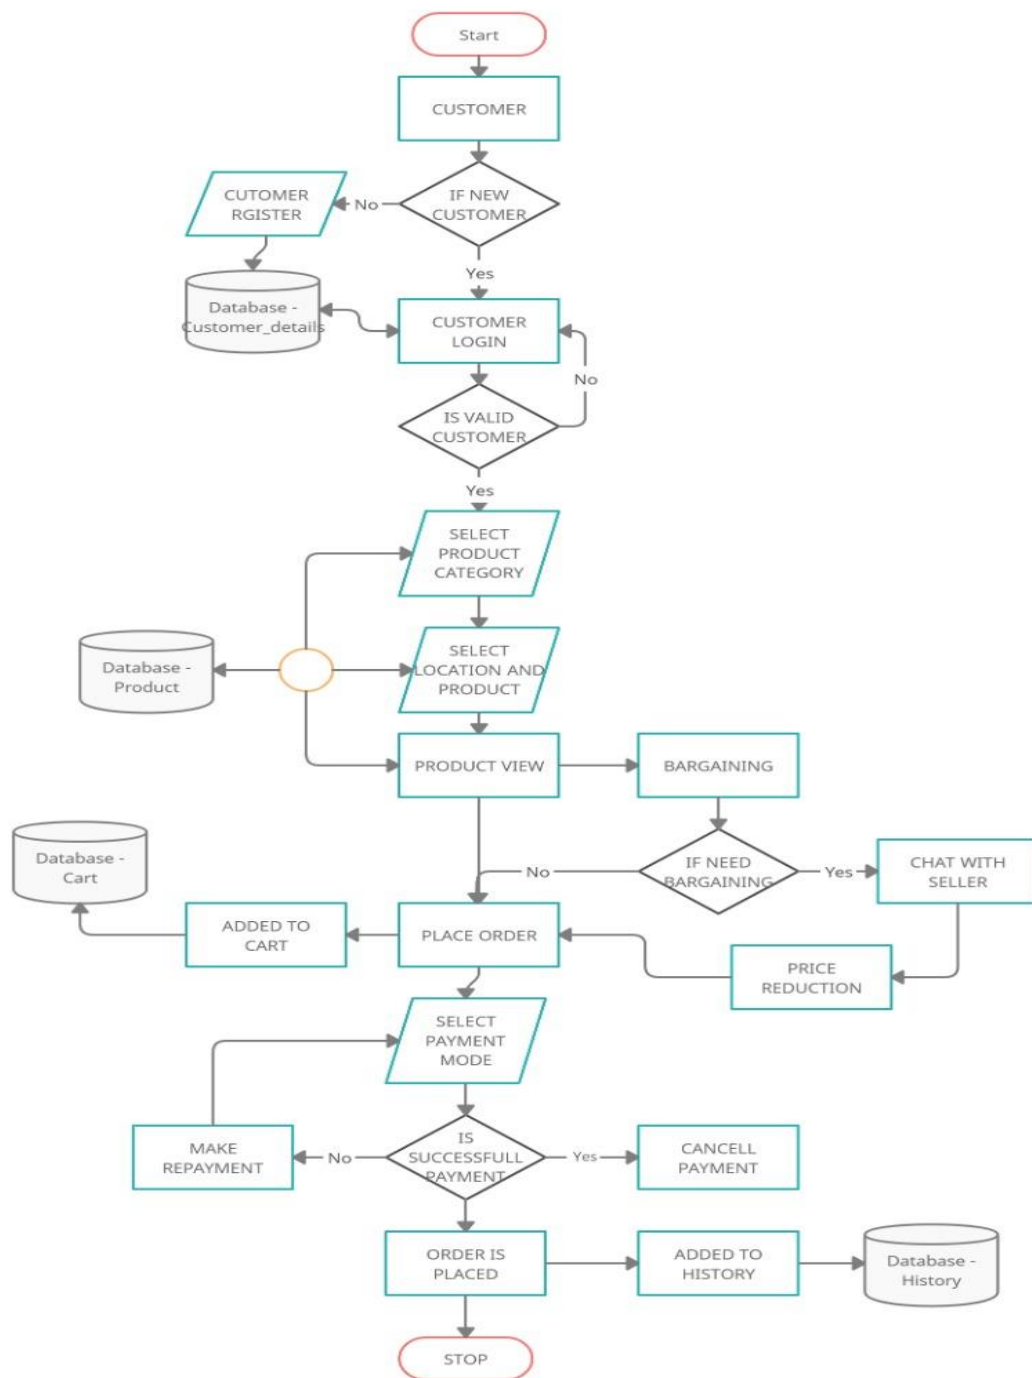 Start
CUSTOMER
IF NEW
CUSTOMER
No
CUTOMER
RGISTER
Yes
Database -
Customer_details
CUSTOMER
LOGIN
No
IS VALID
CUSTOMER
Yes
SELECT
PRODUCT
CATEGORY
Database -
Product
SELECT
LOCATION AND
PRODUCT
PRODUCT VIEW
BARGAINING
Database -
Cart
No
IF NEED
BARGAINING
Yes
CHAT WITH
SELLER
ADDED TO
CART
PLACE ORDER
PRICE
REDUCTION
SELECT
PAYMENT
MODE
MAKE
REPAYMENT
No
IS
SUCCESSFULL
PAYMENT
Yes
CANCELL
PAYMENT
ORDER IS
PLACED
ADDED TO
HISTORY
Database -
History
STOP